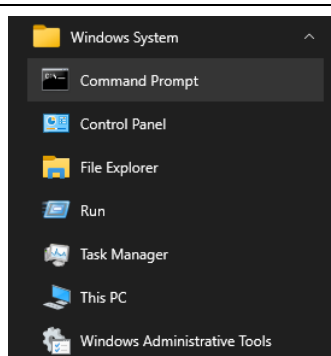 Windows System
Command Prompt
Control Panel
File Explorer
Run
Task Manager
This PC
Windows Administrative Tools